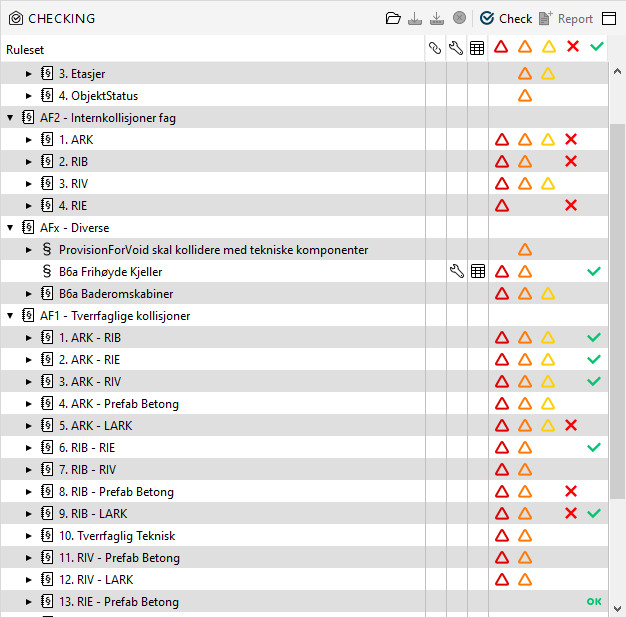 CHECKING Check Report
Ruleset
§ 3. Etasjer
§ 4. ObjektStatus
§ AF2 - Internkollisjoner fag
§ 1. ARK
§ 2. RIB
§ 3. RIV
§ 4. RIE
§ AFx - Diverse
§ ProvisionForVoid skal kollidere med tekniske komponenter
§ B6a Frihøyde Kjeller
§ B6a Baderomskabiner
§ AF1 - Tverrfaglige kollisjoner
§ 1. ARK - RIB
§ 2. ARK - RIE
§ 3. ARK - RIV
§ 4. ARK - Prefab Betong
§ 5. ARK - LARK
§ 6. RIB - RIE
§ 7. RIB - RIV
§ 8. RIB - Prefab Betong
§ 9. RIB - LARK
§ 10. Tverrfaglig Teknisk
§ 11. RIV - Prefab Betong
§ 12. RIV - LARK
§ 13. RIE - Prefab Betong OK